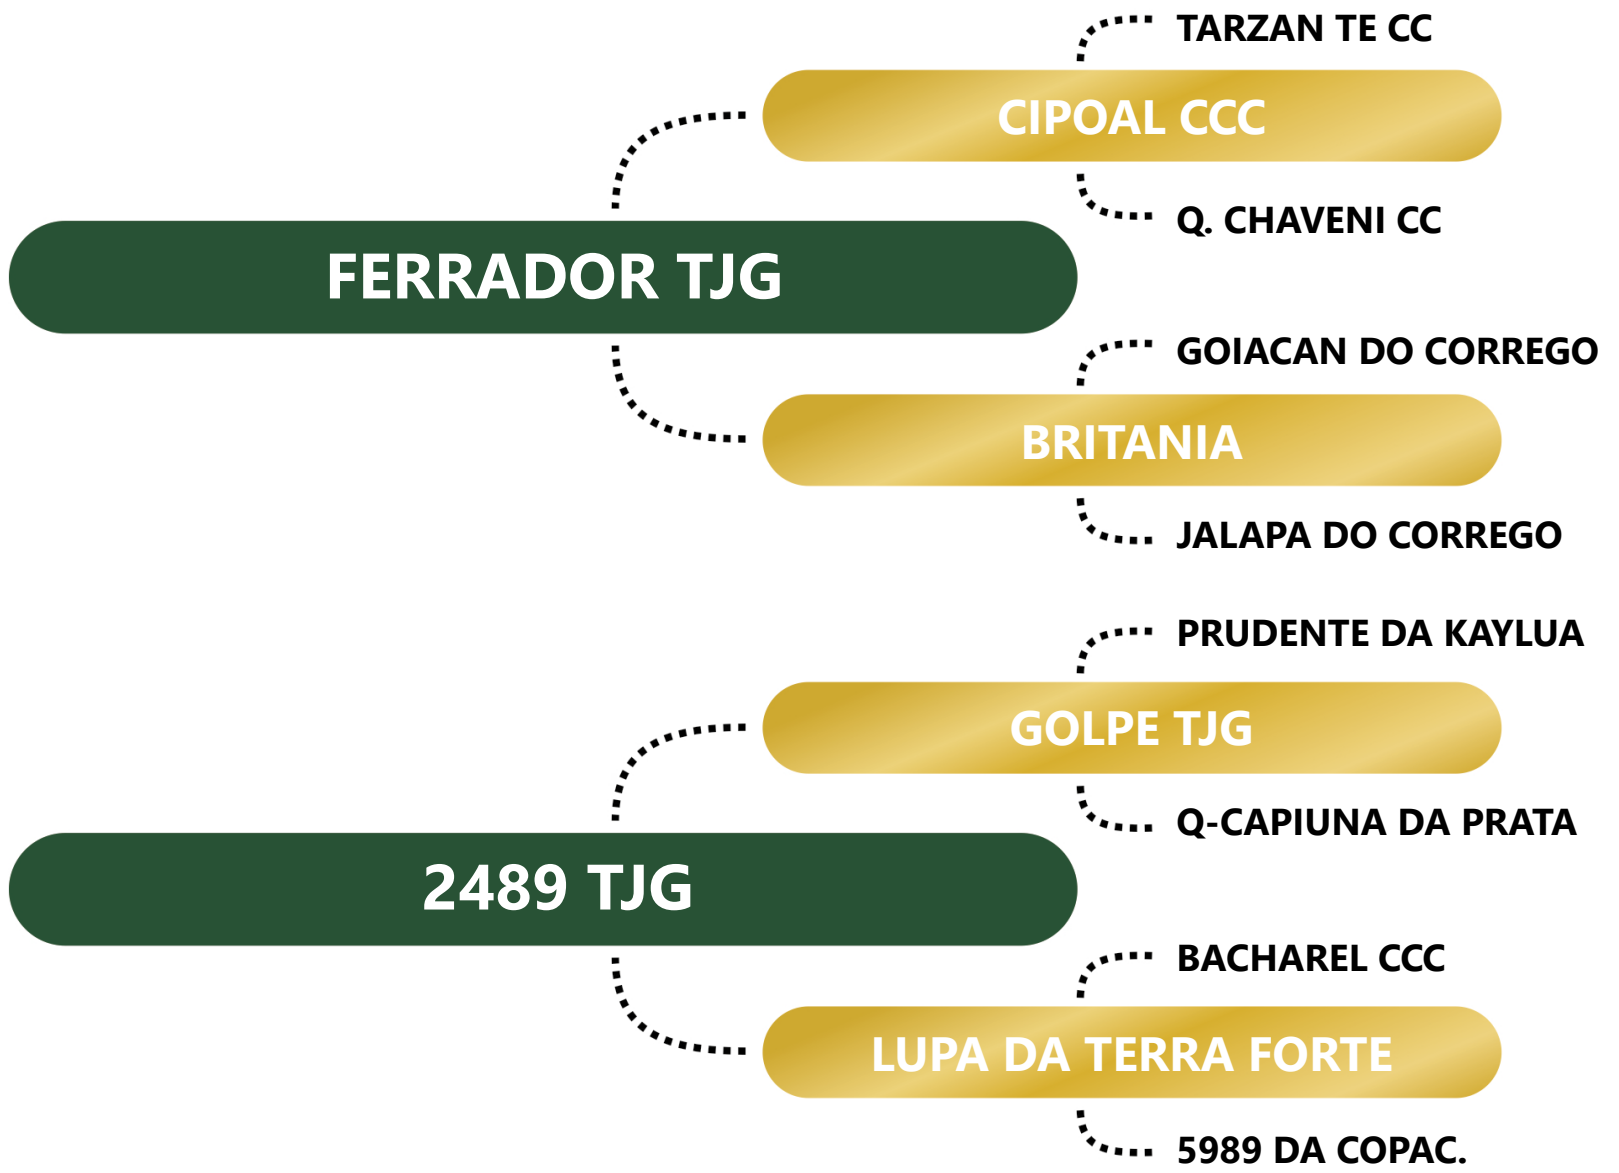 TARZAN TE CC
CIPOAL CCC
Q. CHAVENI CC
FERRADOR TJG
GOIACAN DO CORREGO
BRITANIA
JALAPA DO CORREGO
PRUDENTE DA KAYLUA
GOLPE TJG
Q-CAPIUNA DA PRATA
2489 TJG
BACHAREL CCC
LUPA DA TERRA FORTE
5989 DA COPAC.